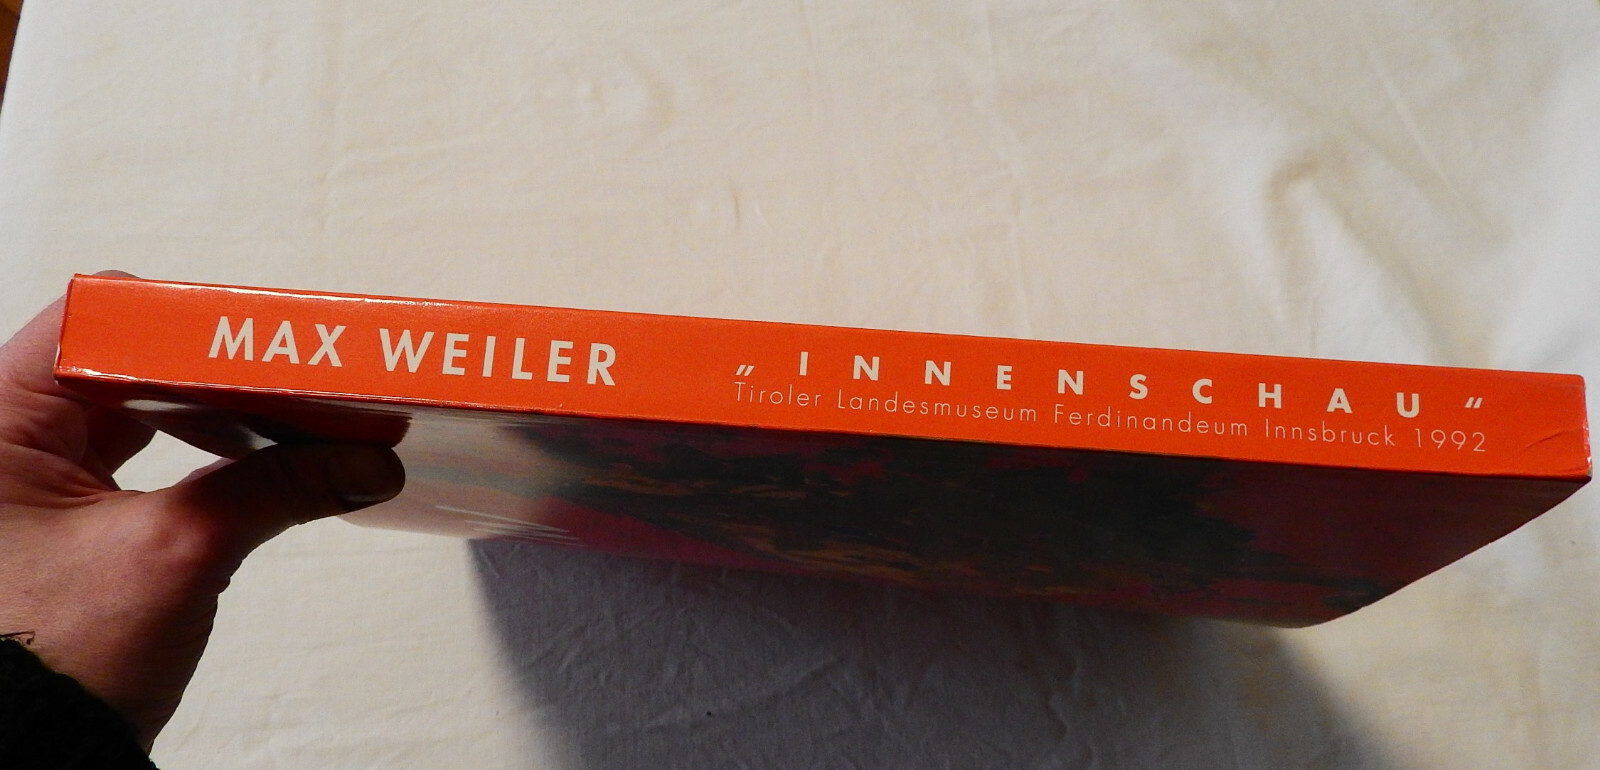 MAX WEILER
„INNENSCHAU“
Tiroler Landesmuseum Ferdinandeum Innsbruck 1992